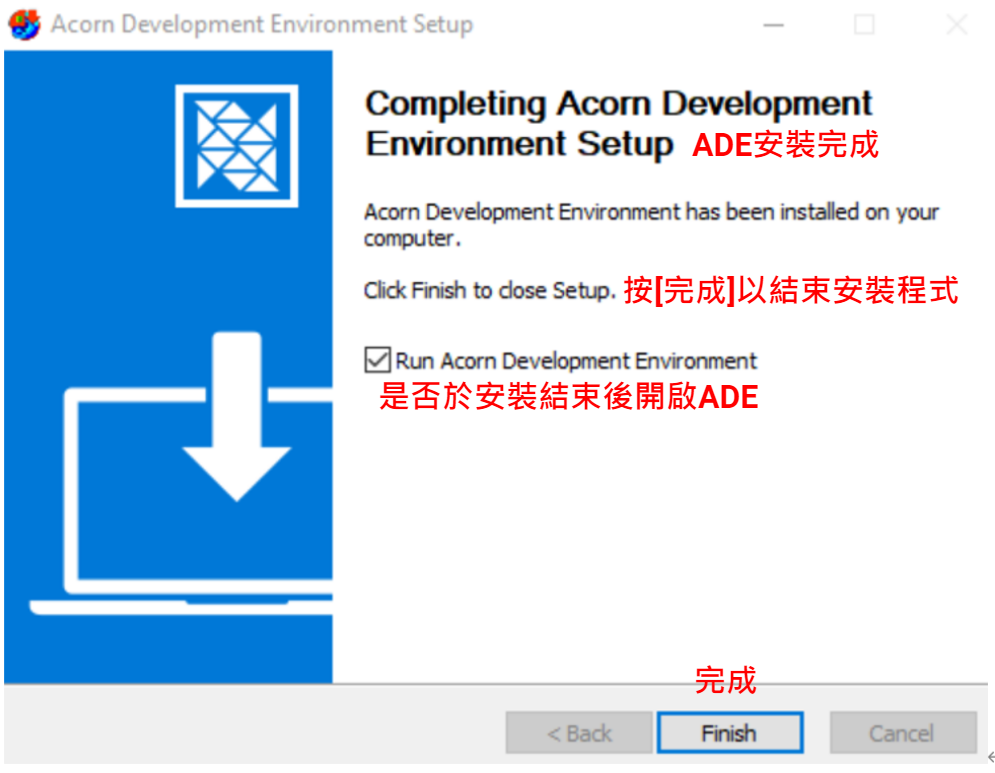 Acorn Development Environment Setup
Completing Acorn Development
Environment Setup ADE安裝完成
Acorn Development Environment has been installed on your
computer.
Click Finish to close Setup. 按[完成]以結束安裝程式
Run Acorn Development Environment
是否於安裝結束後開啟ADE
完成
< Back Finish Cancel